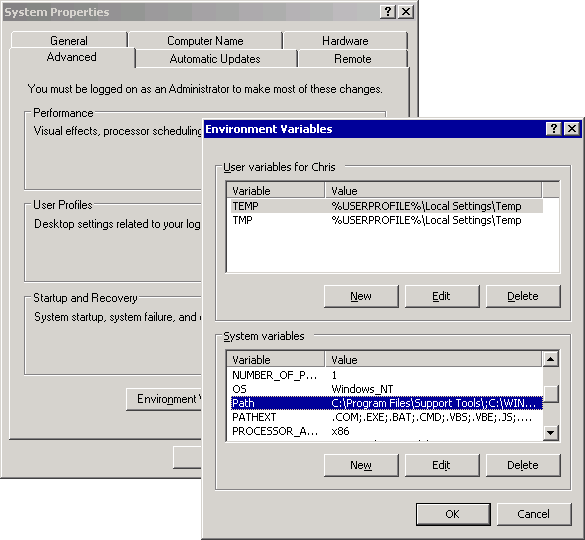 System Properties
General Computer Name Hardware
Advanced Automatic Updates Remote
You must be logged on as an Administrator to make most of these changes.
Performance
Visual effects, processor scheduling
User Profiles
Desktop settings related to your log
Startup and Recovery
System startup, system failure, and
Environment V
Environment Variables
User variables for Chris
Variable Value
TEMP %USERPROFILE%\Local Settings\Temp
TMP %USERPROFILE%\Local Settings\Temp
New Edit Delete
System variables
Variable Value
NUMBER_OF_P... 1
OS Windows_NT
Path C:\Program Files\Support Tools\;C:\WIN...
PATHEXT .COM;.EXE;.BAT;.CMD;.VBS;.VBE;.JS;....
PROCESSOR_A... x86
New Edit Delete
OK Cancel